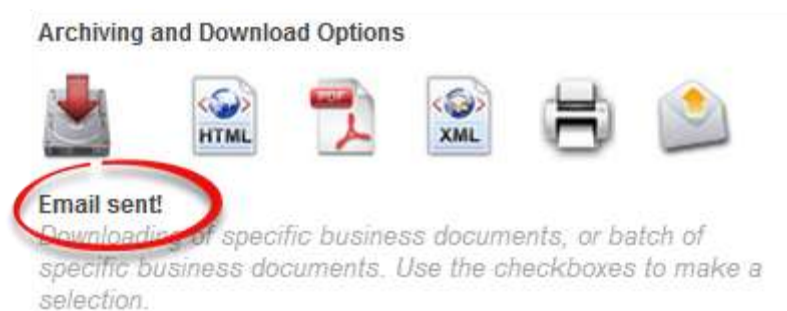 Archiving and Download Options
HTML PDF XML
Email sent!
Downloading of specific business documents, or batch of
specific business documents. Use the checkboxes to make a
selection.